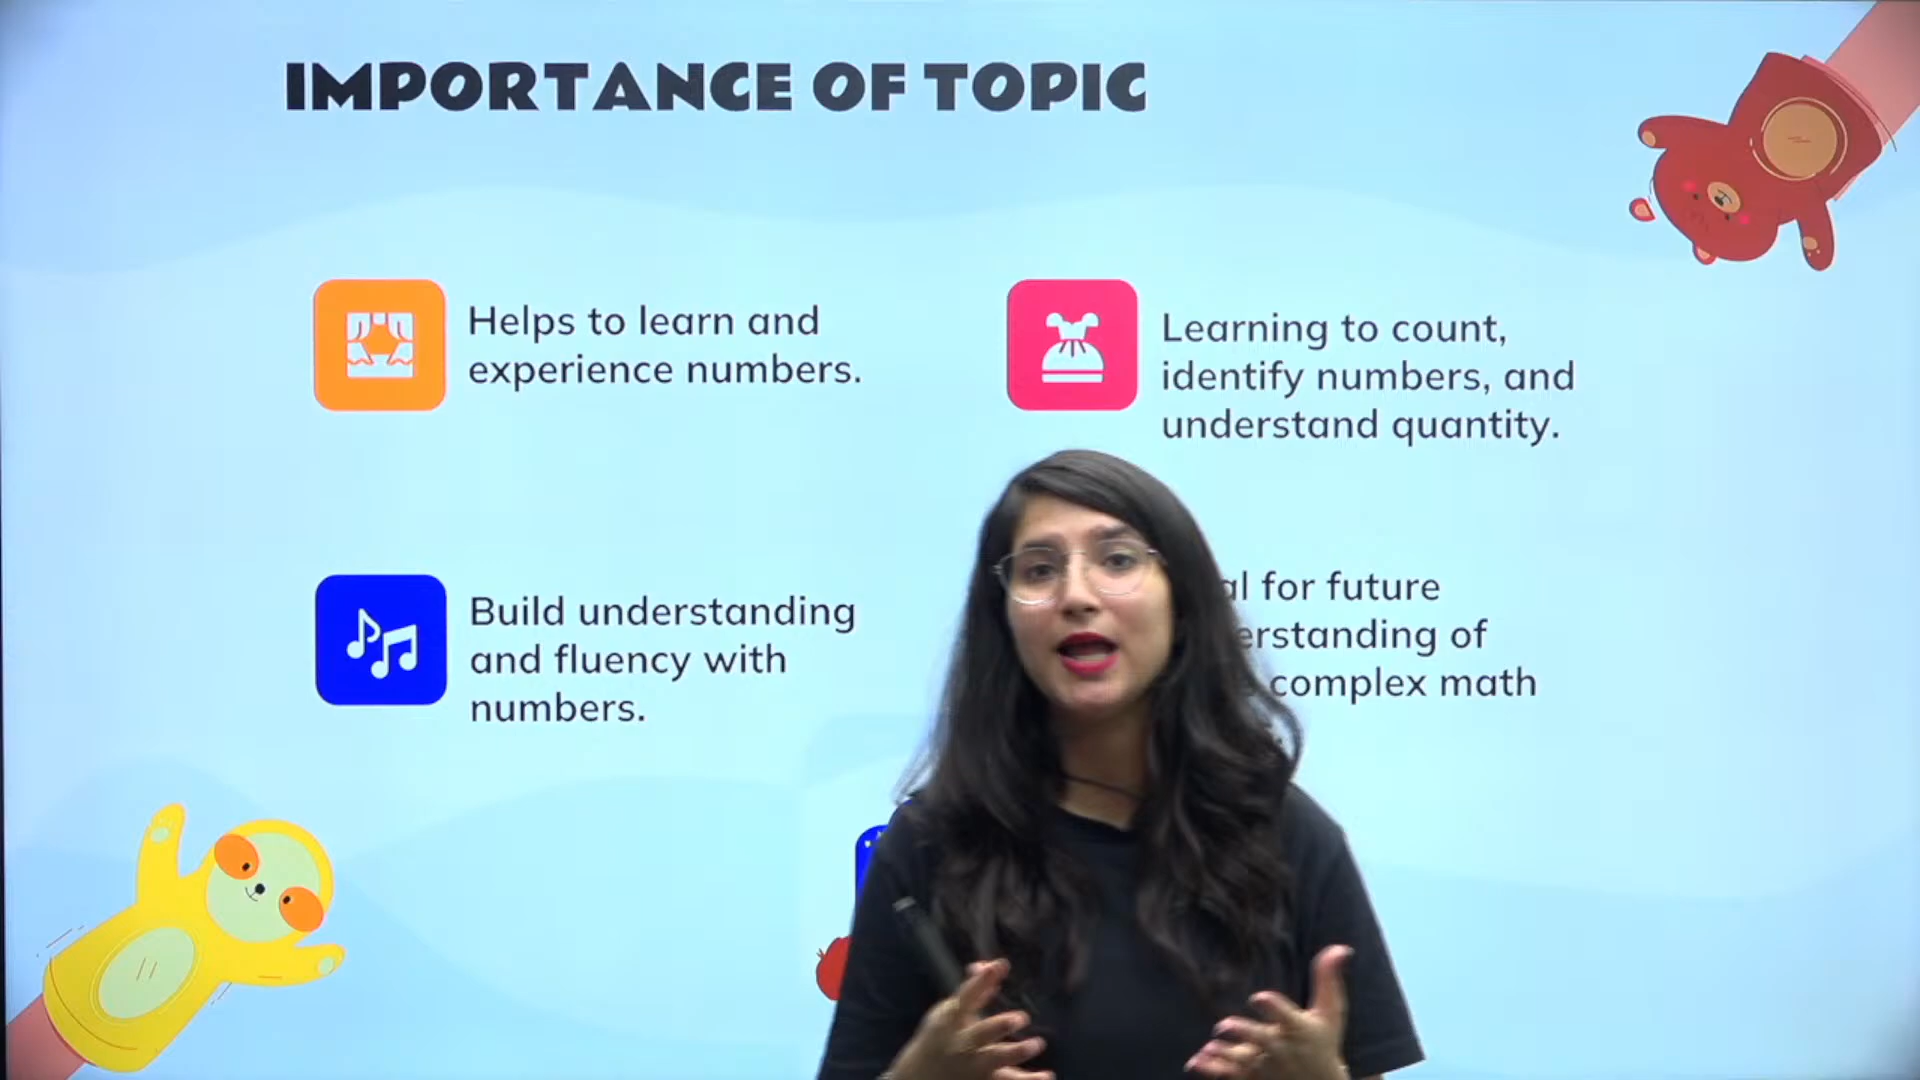 IMPORTANCE OF TOPIC
Helps to learn and
experience numbers.
Learning to count,
identify numbers, and
understand quantity.
Build understanding
and fluency with
numbers.
for future
of
complex math